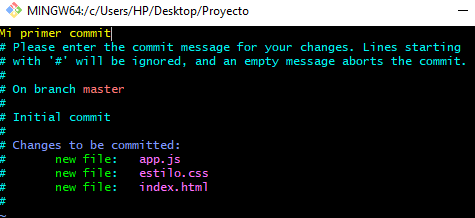 MINGW64:/c/Users/HP/Desktop/Proyecto
Mi primer commit
# Please enter the commit message for your changes. Lines starting
# with '#' will be ignored, and an empty message aborts the commit.
#
# On branch master
#
# Initial commit
#
# Changes to be committed:
#       new file:   app.js
#       new file:   estilo.css
#       new file:   index.html
#
~